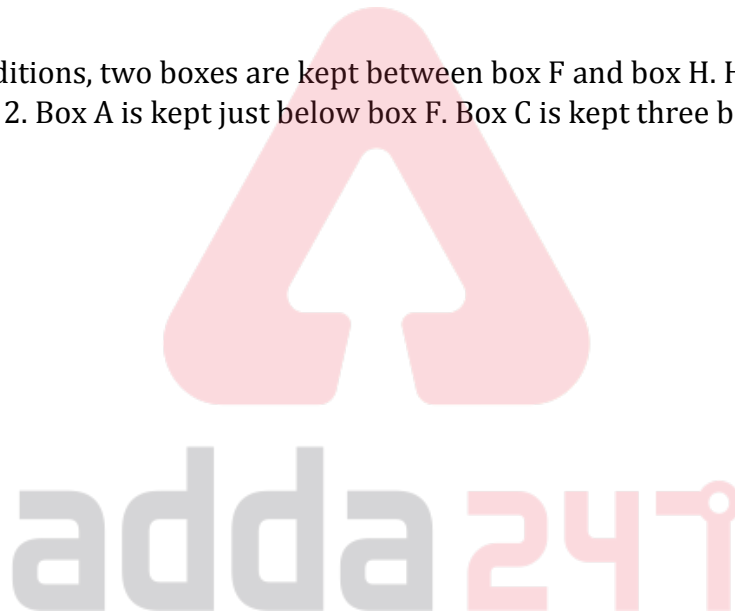 ditions, two boxes are kept between box F and box H. H
2. Box A is kept just below box F. Box C is kept three b
adda 247